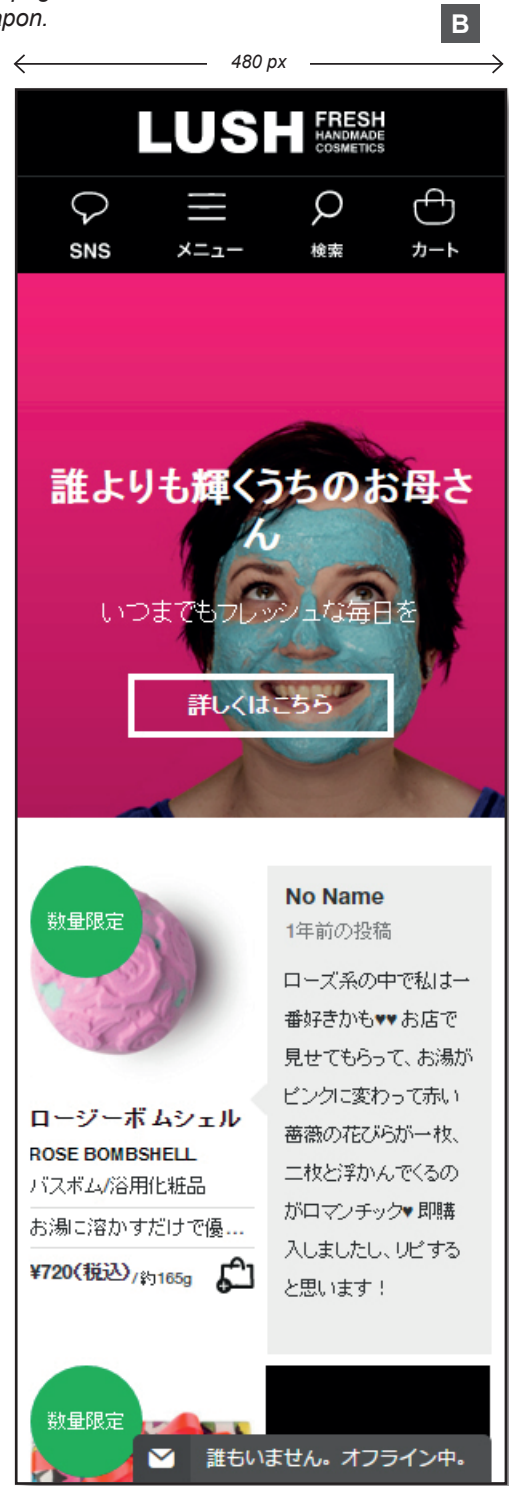 apon.
B
480 px
LUSH FRESH
HANDMADE
COSMETICS
SNS メニュー 検索 カート
誰よりも輝くうちのお母さ
ん
いつまでもフレッシュな毎日を
詳しくはこちら
数量限定
ロージーボムシェル
ROSE BOMBSHELL
バスボム/浴用化粧品
お湯に溶かすだけで優...
¥720(税込)/約165g
No Name
1年前の投稿
ローズ系の中で私は一
番好きかも♥♥ お店で
見せてもらって、お湯が
ピンクに変わって赤い
薔薇の花びらが一枚、
二枚と浮かんでくるの
がロマンチック♥ 即購
入しましたし、リピする
と思います！
数量限定
誰もいません。オフライン中。